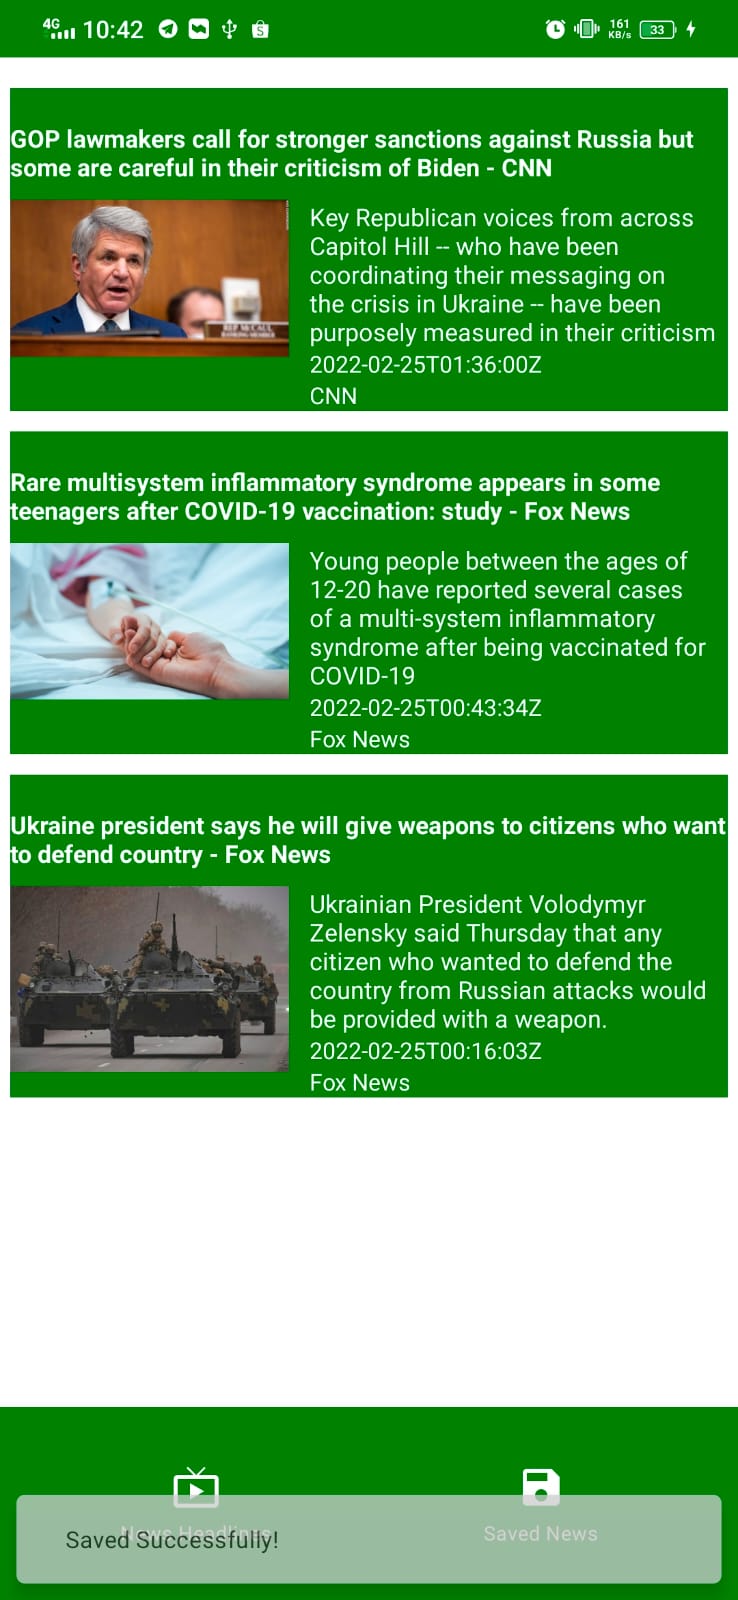 4G 10:42 161 KB/s 33
GOP lawmakers call for stronger sanctions against Russia but
some are careful in their criticism of Biden - CNN
Key Republican voices from across
Capitol Hill -- who have been
coordinating their messaging on
the crisis in Ukraine -- have been
purposely measured in their criticism
2022-02-25T01:36:00Z
CNN
REP McCAUL
RANKING MEMBER
Rare multisystem inflammatory syndrome appears in some
teenagers after COVID-19 vaccination: study - Fox News
Young people between the ages of
12-20 have reported several cases
of a multi-system inflammatory
syndrome after being vaccinated for
COVID-19
2022-02-25T00:43:34Z
Fox News
Ukraine president says he will give weapons to citizens who want
to defend country - Fox News
Ukrainian President Volodymyr
Zelensky said Thursday that any
citizen who wanted to defend the
country from Russian attacks would
be provided with a weapon.
2022-02-25T00:16:03Z
Fox News
News Headlines
Saved News
Saved Successfully!